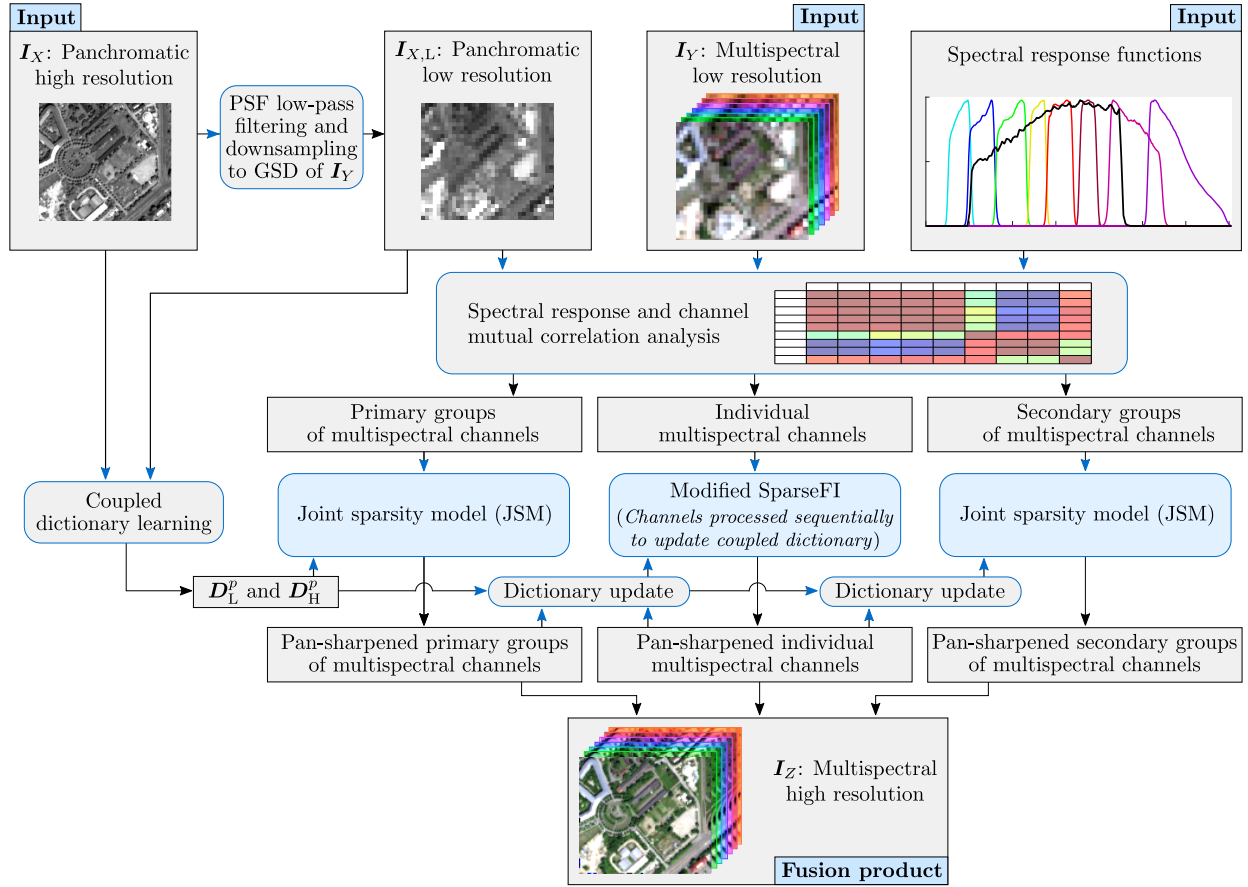 Input
𝑰_X: Panchromatic
high resolution
PSF low-pass
filtering and
downsampling
to GSD of 𝑰_Y
𝑰_X,L: Panchromatic
low resolution
Input
𝑰_Y: Multispectral
low resolution
Input
Spectral response functions
Spectral response and channel
mutual correlation analysis
Primary groups
of multispectral channels
Individual
multispectral channels
Secondary groups
of multispectral channels
Coupled
dictionary learning
Joint sparsity model (JSM)
Modified SparseFI
(Channels processed sequentially
to update coupled dictionary)
Joint sparsity model (JSM)
𝑫_L^p and 𝑫_H^p
Dictionary update
Dictionary update
Pan-sharpened primary groups
of multispectral channels
Pan-sharpened individual
multispectral channels
Pan-sharpened secondary groups
of multispectral channels
𝑰_Z: Multispectral
high resolution
Fusion product